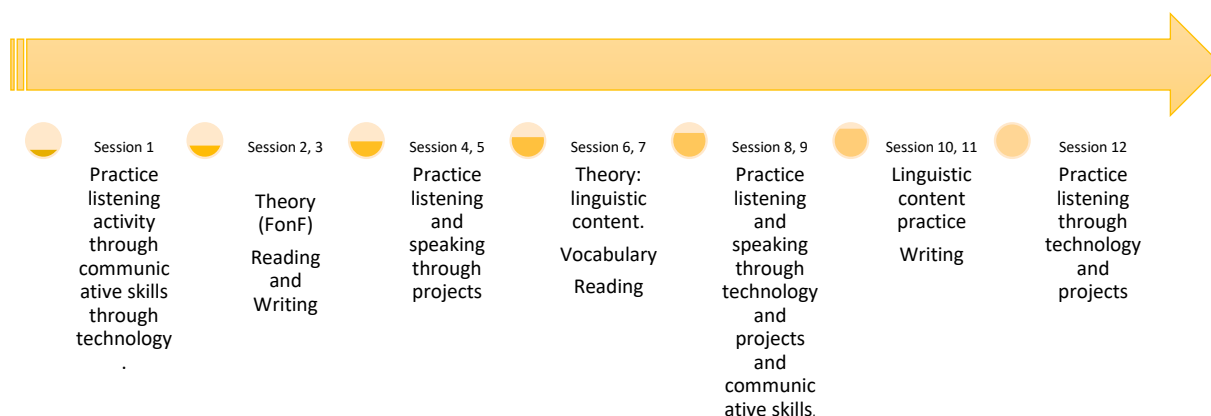 Session 1
Practice
listening
activity
through
communic
ative skills
through
technology
.
Session 2, 3
Theory
(FonF)
Reading
and
Writing
Session 4, 5
Practice
listening
and
speaking
through
projects
Session 6, 7
Theory:
linguistic
content.
Vocabulary
Reading
Session 8, 9
Practice
listening
and
speaking
through
technology
and
projects
and
communic
ative skills.
Session 10, 11
Linguistic
content
practice
Writing
Session 12
Practice
listening
through
technology
and
projects